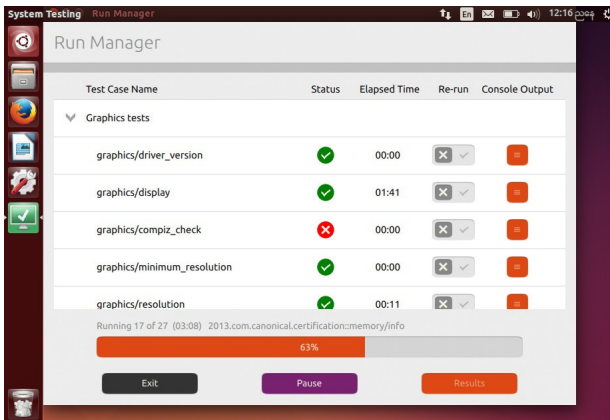 System Testing Run Manager En 12:16 ညနေ
Run Manager
Test Case Name Status Elapsed Time Re-run Console Output
Graphics tests
graphics/driver_version 00:00
graphics/display 01:41
graphics/compiz_check 00:00
graphics/minimum_resolution 00:00
graphics/resolution 00:11
Running 17 of 27 (03:08) 2013.com.canonical.certification::memory/info
63%
Exit Pause Results